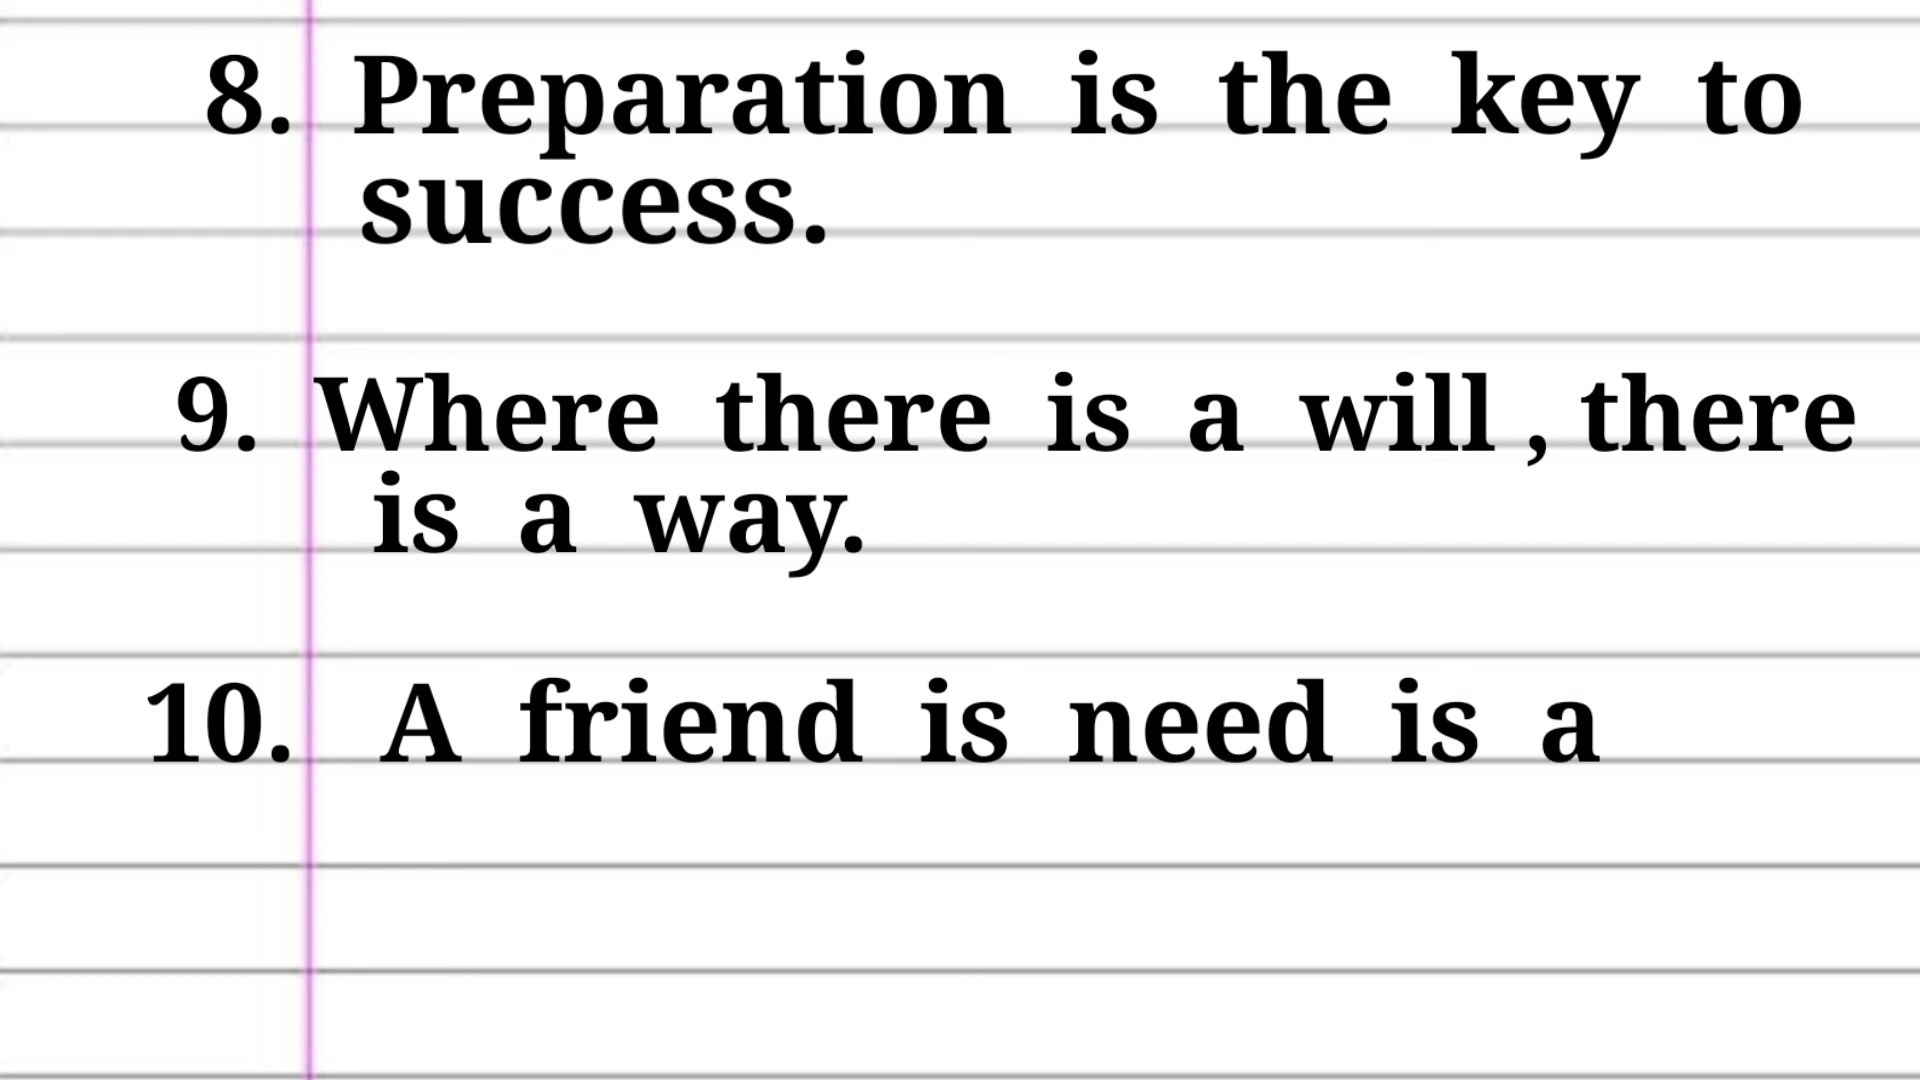 8. Preparation is the key to
success.
9. Where there is a will , there
is a way.
10. A friend is need is a